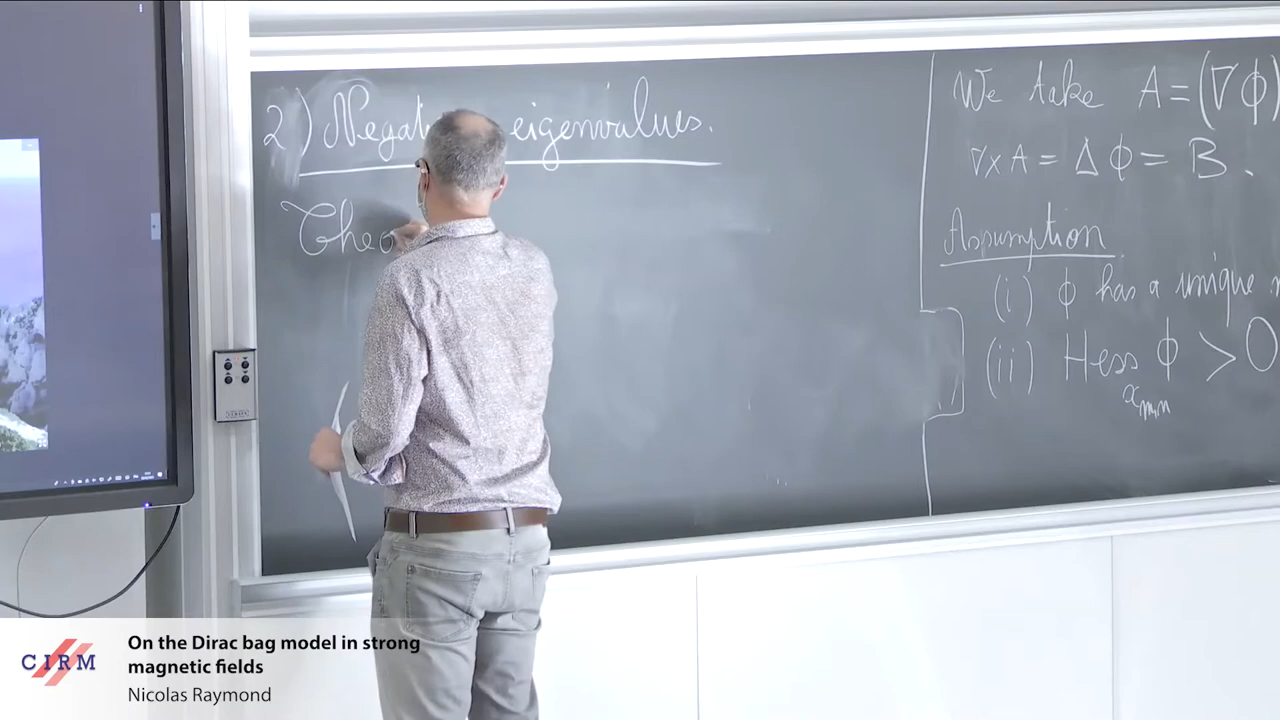 2) Negati eigenvalues.
Theo
We take A = (∇ϕ)
∇×A = Δϕ = B.
Assumption
(i) ϕ has a unique
(ii) Hess ϕ > 0
x_min
CIRM
On the Dirac bag model in strong
magnetic fields
Nicolas Raymond